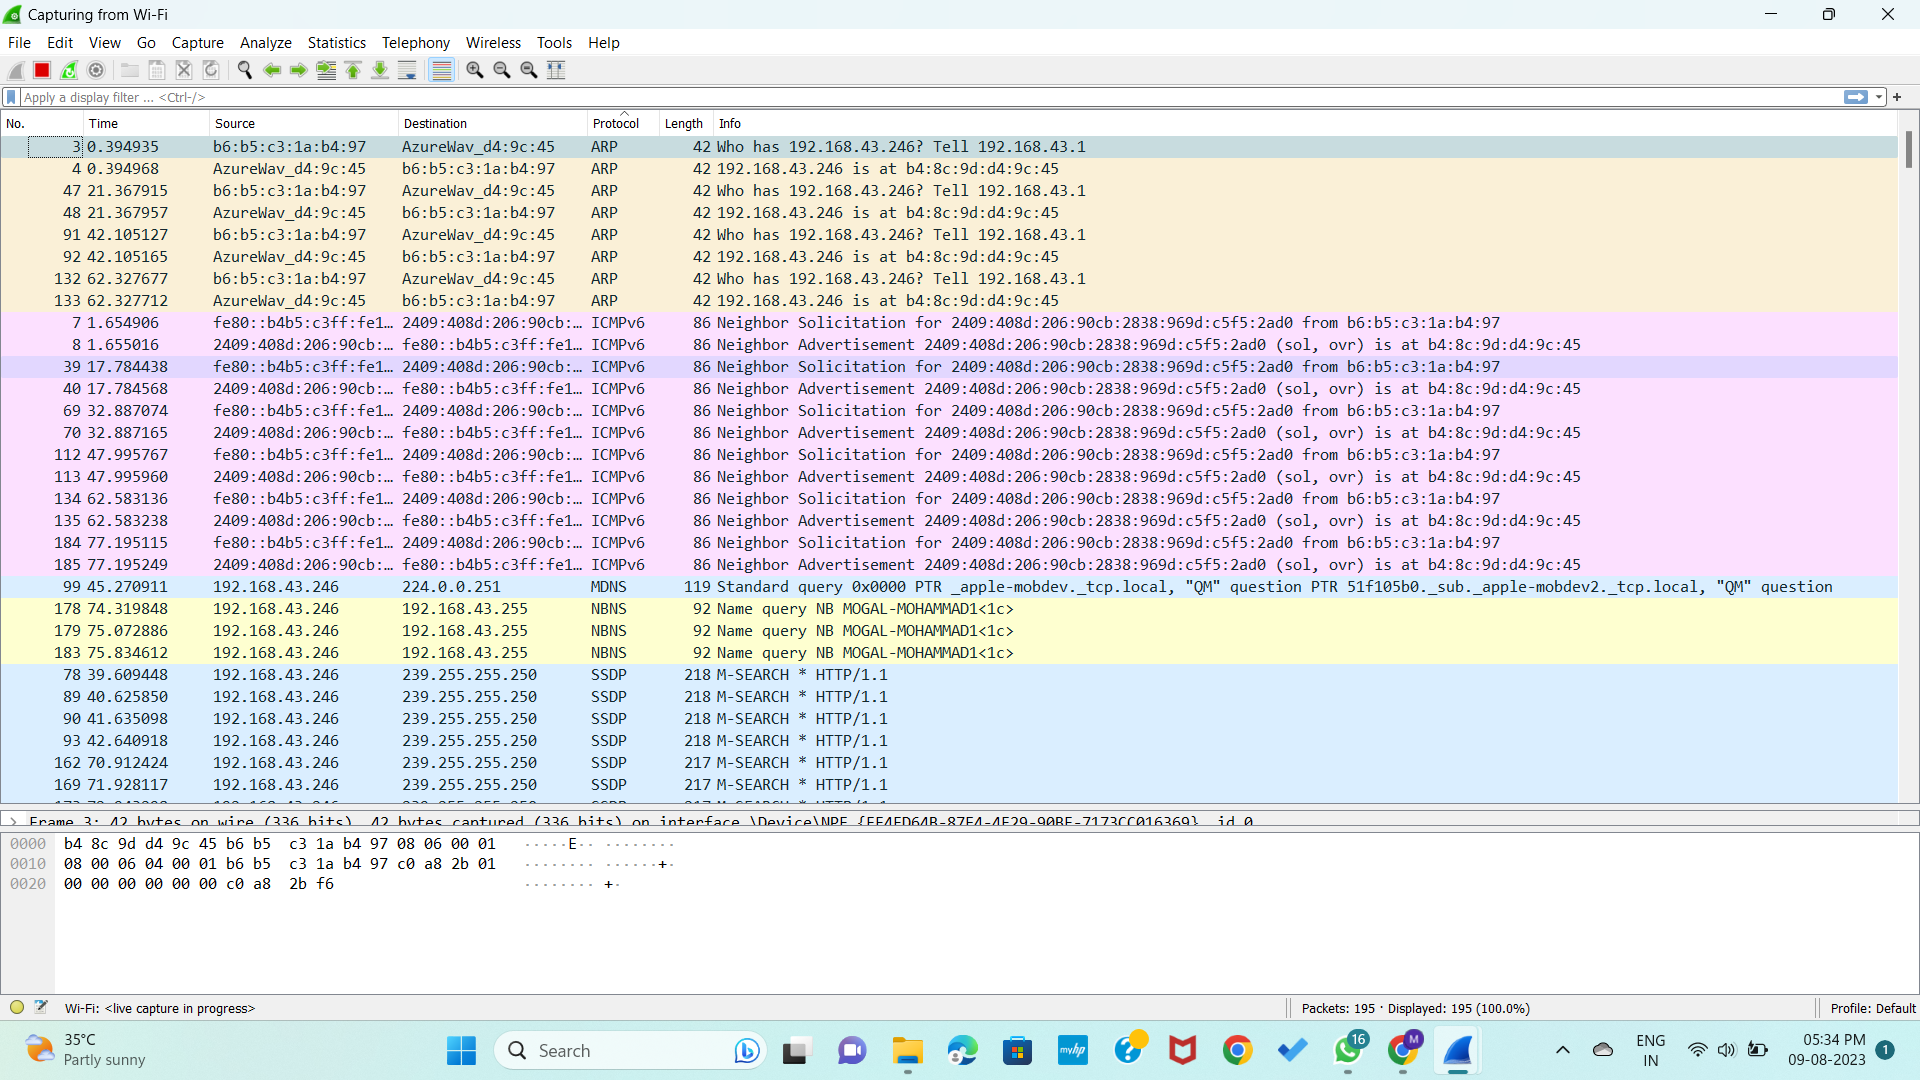 Capturing from Wi-Fi
File Edit View Go Capture Analyze Statistics Telephony Wireless Tools Help
Apply a display filter ... <Ctrl-/>
No. Time Source Destination Protocol Length Info
3 0.394935 b6:b5:c3:1a:b4:97 AzureWav_d4:9c:45 ARP 42 Who has 192.168.43.246? Tell 192.168.43.1
4 0.394968 AzureWav_d4:9c:45 b6:b5:c3:1a:b4:97 ARP 42 192.168.43.246 is at b4:8c:9d:d4:9c:45
47 21.367915 b6:b5:c3:1a:b4:97 AzureWav_d4:9c:45 ARP 42 Who has 192.168.43.246? Tell 192.168.43.1
48 21.367957 AzureWav_d4:9c:45 b6:b5:c3:1a:b4:97 ARP 42 192.168.43.246 is at b4:8c:9d:d4:9c:45
91 42.105127 b6:b5:c3:1a:b4:97 AzureWav_d4:9c:45 ARP 42 Who has 192.168.43.246? Tell 192.168.43.1
92 42.105165 AzureWav_d4:9c:45 b6:b5:c3:1a:b4:97 ARP 42 192.168.43.246 is at b4:8c:9d:d4:9c:45
132 62.327677 b6:b5:c3:1a:b4:97 AzureWav_d4:9c:45 ARP 42 Who has 192.168.43.246? Tell 192.168.43.1
133 62.327712 AzureWav_d4:9c:45 b6:b5:c3:1a:b4:97 ARP 42 192.168.43.246 is at b4:8c:9d:d4:9c:45
7 1.654906 fe80::b4b5:c3ff:fe1… 2409:408d:206:90cb:… ICMPv6 86 Neighbor Solicitation for 2409:408d:206:90cb:2838:969d:c5f5:2ad0 from b6:b5:c3:1a:b4:97
8 1.655016 2409:408d:206:90cb:… fe80::b4b5:c3ff:fe1… ICMPv6 86 Neighbor Advertisement 2409:408d:206:90cb:2838:969d:c5f5:2ad0 (sol, ovr) is at b4:8c:9d:d4:9c:45
39 17.784438 fe80::b4b5:c3ff:fe1… 2409:408d:206:90cb:… ICMPv6 86 Neighbor Solicitation for 2409:408d:206:90cb:2838:969d:c5f5:2ad0 from b6:b5:c3:1a:b4:97
40 17.784568 2409:408d:206:90cb:… fe80::b4b5:c3ff:fe1… ICMPv6 86 Neighbor Advertisement 2409:408d:206:90cb:2838:969d:c5f5:2ad0 (sol, ovr) is at b4:8c:9d:d4:9c:45
69 32.887074 fe80::b4b5:c3ff:fe1… 2409:408d:206:90cb:… ICMPv6 86 Neighbor Solicitation for 2409:408d:206:90cb:2838:969d:c5f5:2ad0 from b6:b5:c3:1a:b4:97
70 32.887165 2409:408d:206:90cb:… fe80::b4b5:c3ff:fe1… ICMPv6 86 Neighbor Advertisement 2409:408d:206:90cb:2838:969d:c5f5:2ad0 (sol, ovr) is at b4:8c:9d:d4:9c:45
112 47.995767 fe80::b4b5:c3ff:fe1… 2409:408d:206:90cb:… ICMPv6 86 Neighbor Solicitation for 2409:408d:206:90cb:2838:969d:c5f5:2ad0 from b6:b5:c3:1a:b4:97
113 47.995960 2409:408d:206:90cb:… fe80::b4b5:c3ff:fe1… ICMPv6 86 Neighbor Advertisement 2409:408d:206:90cb:2838:969d:c5f5:2ad0 (sol, ovr) is at b4:8c:9d:d4:9c:45
134 62.583136 fe80::b4b5:c3ff:fe1… 2409:408d:206:90cb:… ICMPv6 86 Neighbor Solicitation for 2409:408d:206:90cb:2838:969d:c5f5:2ad0 from b6:b5:c3:1a:b4:97
135 62.583238 2409:408d:206:90cb:… fe80::b4b5:c3ff:fe1… ICMPv6 86 Neighbor Advertisement 2409:408d:206:90cb:2838:969d:c5f5:2ad0 (sol, ovr) is at b4:8c:9d:d4:9c:45
184 77.195115 fe80::b4b5:c3ff:fe1… 2409:408d:206:90cb:… ICMPv6 86 Neighbor Solicitation for 2409:408d:206:90cb:2838:969d:c5f5:2ad0 from b6:b5:c3:1a:b4:97
185 77.195249 2409:408d:206:90cb:… fe80::b4b5:c3ff:fe1… ICMPv6 86 Neighbor Advertisement 2409:408d:206:90cb:2838:969d:c5f5:2ad0 (sol, ovr) is at b4:8c:9d:d4:9c:45
99 45.270911 192.168.43.246 224.0.0.251 MDNS 119 Standard query 0x0000 PTR _apple-mobdev._tcp.local, "QM" question PTR 51f105b0._sub._apple-mobdev2._tcp.local, "QM" question
178 74.319848 192.168.43.246 192.168.43.255 NBNS 92 Name query NB MOGAL-MOHAMMAD1<1c>
179 75.072886 192.168.43.246 192.168.43.255 NBNS 92 Name query NB MOGAL-MOHAMMAD1<1c>
183 75.834612 192.168.43.246 192.168.43.255 NBNS 92 Name query NB MOGAL-MOHAMMAD1<1c>
78 39.609448 192.168.43.246 239.255.255.250 SSDP 218 M-SEARCH * HTTP/1.1
89 40.625850 192.168.43.246 239.255.255.250 SSDP 218 M-SEARCH * HTTP/1.1
90 41.635098 192.168.43.246 239.255.255.250 SSDP 218 M-SEARCH * HTTP/1.1
93 42.640918 192.168.43.246 239.255.255.250 SSDP 218 M-SEARCH * HTTP/1.1
162 70.912424 192.168.43.246 239.255.255.250 SSDP 217 M-SEARCH * HTTP/1.1
169 71.928117 192.168.43.246 239.255.255.250 SSDP 217 M-SEARCH * HTTP/1.1
Frame 3: 42 bytes on wire (336 bits), 42 bytes captured (336 bits) on interface
0000 b4 8c 9d d4 9c 45 b6 b5 c3 1a b4 97 08 06 00 01 ·····E·· ········
0010 08 00 06 04 00 01 b6 b5 c3 1a b4 97 c0 a8 2b 01 ········ ······+·
0020 00 00 00 00 00 00 c0 a8 2b f6 ········ +·
Wi-Fi: <live capture in progress> Packets: 195 · Displayed: 195 (100.0%) Profile: Default
35°C
Partly sunny
Search
myhp
16
M
ENG
IN
05:34 PM
09-08-2023
1